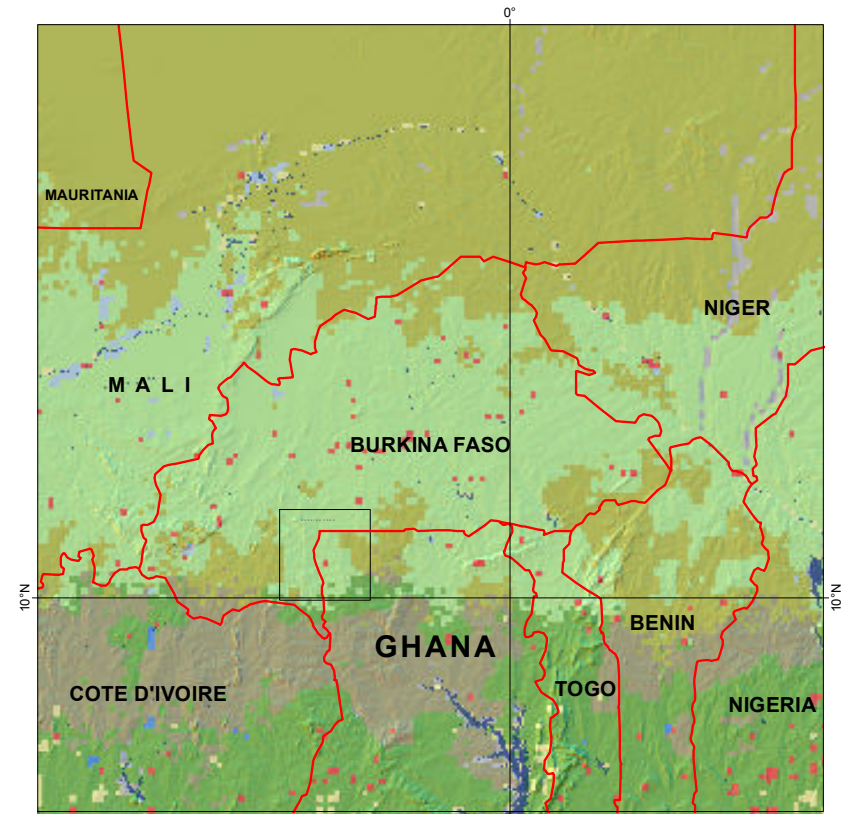 0°
MAURITANIA
NIGER
M A L I
BURKINA FASO
10°N
10°N
BENIN
GHANA
COTE D'IVOIRE
TOGO
NIGERIA